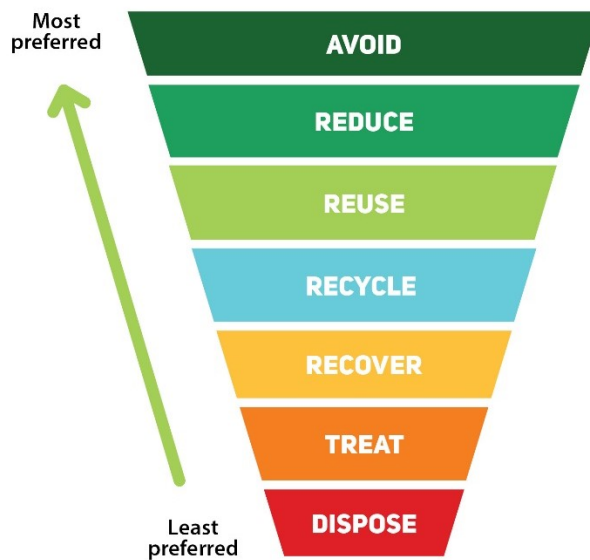 Most
preferred
AVOID
REDUCE
REUSE
RECYCLE
RECOVER
TREAT
DISPOSE
Least
preferred